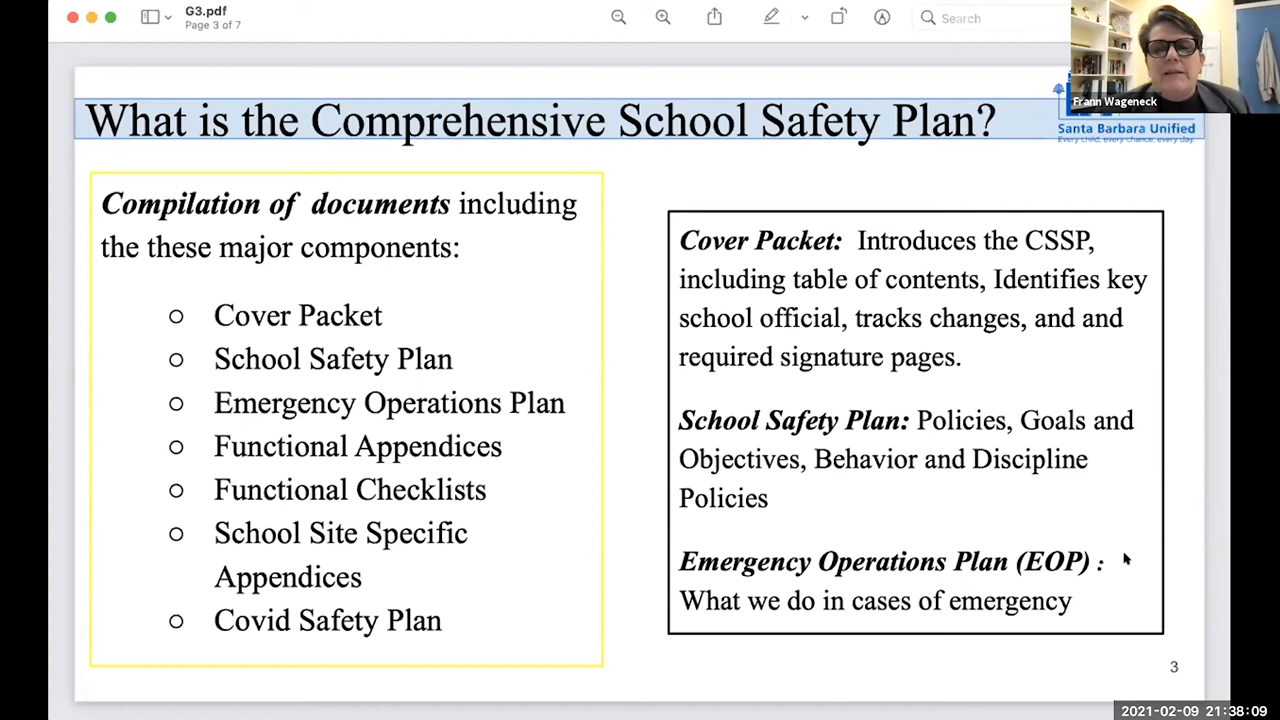 G3.pdf
Page 3 of 7
Search
Frann Wageneck
What is the Comprehensive School Safety Plan?
Santa Barbara Unified
Every child, every chance, every day.
Compilation of documents including
the these major components:
Cover Packet
School Safety Plan
Emergency Operations Plan
Functional Appendices
Functional Checklists
School Site Specific
Appendices
Covid Safety Plan
Cover Packet: Introduces the CSSP,
including table of contents, Identifies key
school official, tracks changes, and and
required signature pages.
School Safety Plan: Policies, Goals and
Objectives, Behavior and Discipline
Policies
Emergency Operations Plan (EOP) :
What we do in cases of emergency
3
2021-02-09 21:38:09